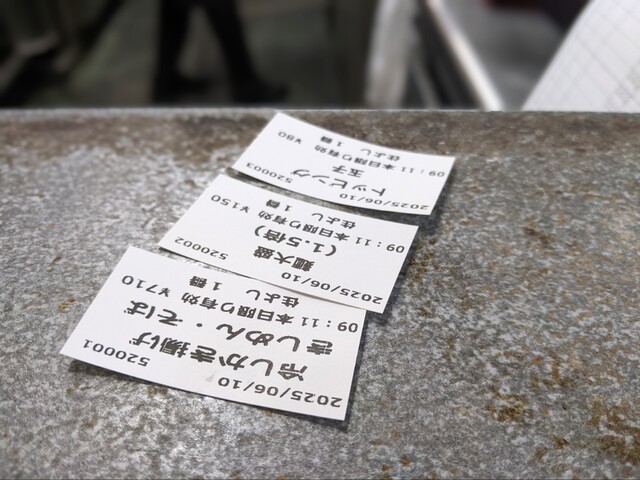 2025/06/10 520001
冷しかき揚げ
きしめん・そば
09:11 本日限り有効 ¥710
住よし 1番
2025/06/10 520002
麺大盛
(1.5倍)
09:11 本日限り有効 ¥150
住よし 1番
2025/06/10 520003
トッピング
玉子
09:11 本日限り有効 ¥80
住よし 1番